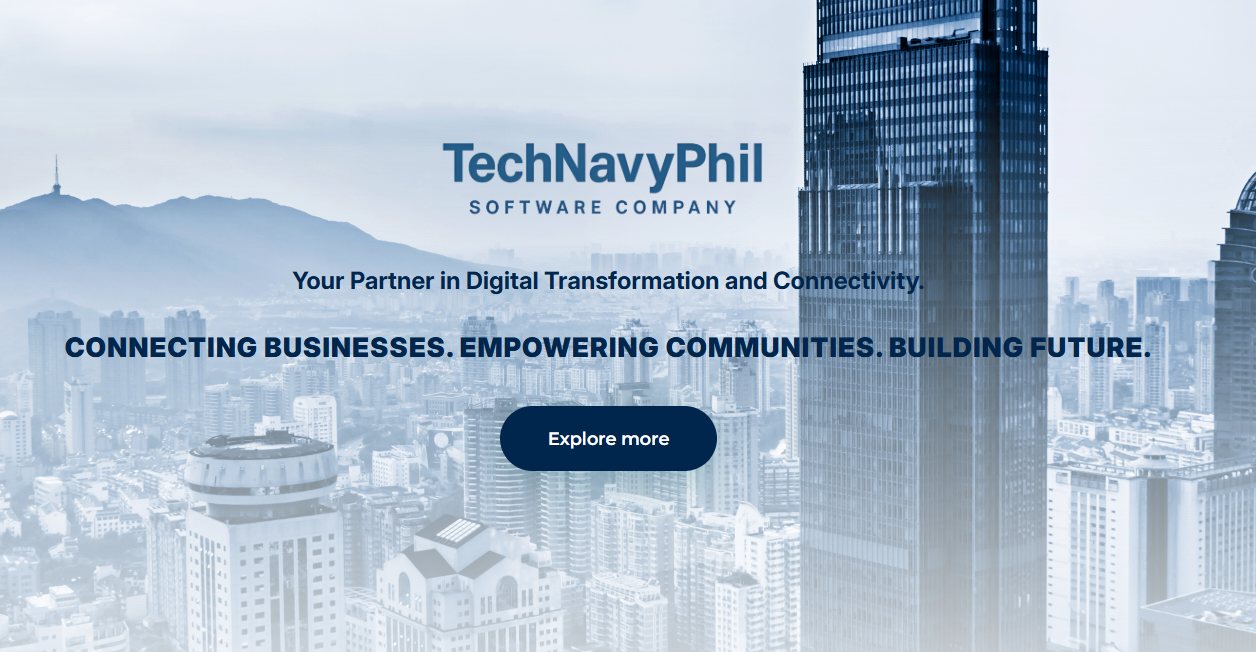 TechNavyPhil
SOFTWARE COMPANY
Your Partner in Digital Transformation and Connectivity.
CONNECTING BUSINESSES. EMPOWERING COMMUNITIES. BUILDING FUTURE.
Explore more